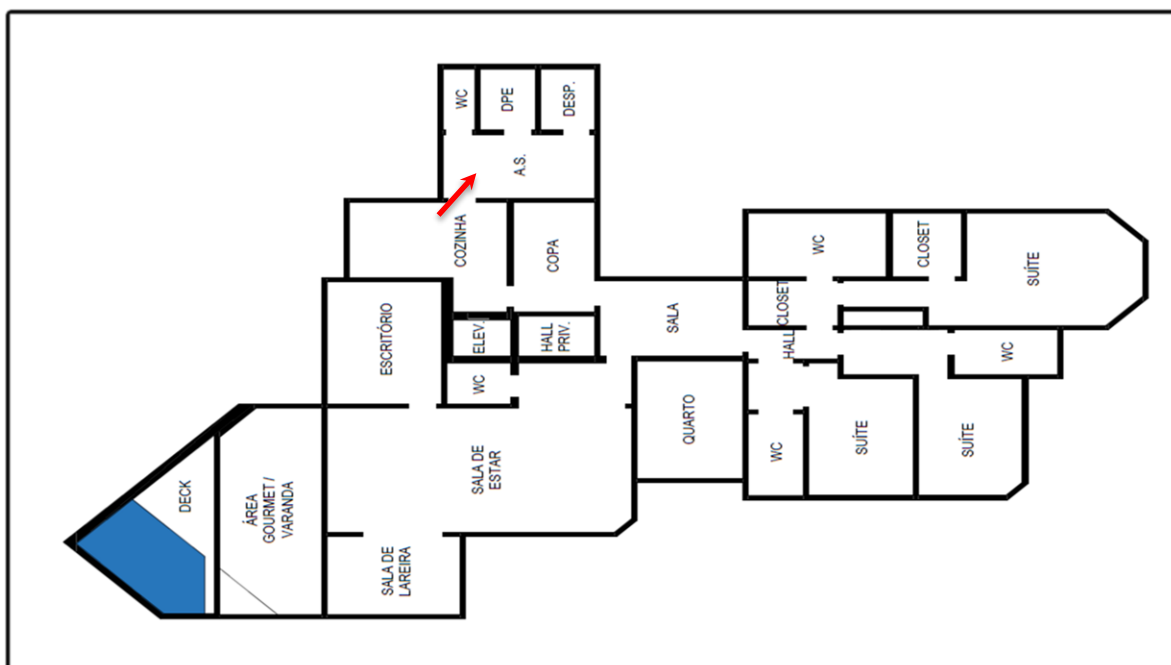 WC
DPE
DESP.
A.S.
COZINHA
COPA
WC
CLOSET
SUÍTE
ESCRITÓRIO
ELEV.
HALL
PRIV.
SALA
CLOSET
HALL
WC
WC
QUARTO
SUÍTE
SUÍTE
WC
DECK
ÁREA
GOURMET /
VARANDA
SALA DE
ESTAR
SALA DE
LAREIRA